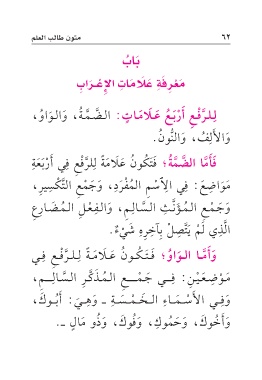 ٦٢ متون طالب العلم
بَابُ
مَعْرِفَةِ عَلَامَاتِ الإِعْرَابِ
لِلرَّفْعِ أَرْبَعُ عَلَامَاتٍ: الضَّمَّةُ، وَالوَاوُ،
وَالأَلِفُ، وَالنُّونُ.
فَأَمَّا الضَّمَّةُ؛ فَتَكُونُ عَلَامَةً لِلرَّفْعِ فِي أَرْبَعَةِ
مَوَاضِعَ: فِي الِاسْمِ المُفْرَدِ، وَجَمْعِ التَّكْسِيرِ،
وَجَمْعِ المُؤَنَّثِ السَّالِمِ، وَالفِعْلِ المُضَارِعِ
الَّذِي لَمْ يَتَّصِلْ بِآخِرِهِ شَيْءٌ.
وَأَمَّا الوَاوُ؛ فَتَكُونُ عَلَامَةً لِلرَّفْعِ فِي
مَوْضِعَيْنِ: فِي جَمْعِ المُذَكَّرِ السَّالِمِ،
وَفِي الأَسْمَاءِ الخَمْسَةِ - وَهِيَ: أَبُوكَ،
وَأَخُوكَ، وَحَمُوكِ، وَفُوكَ، وَذُو مَالٍ -.